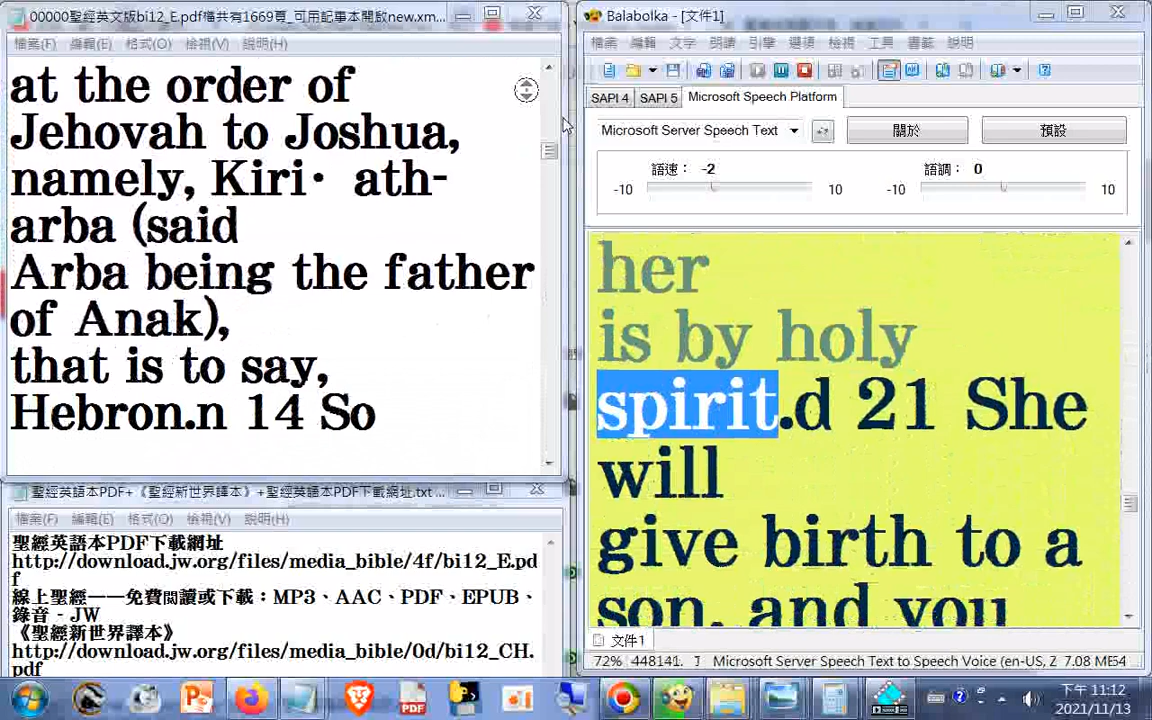 00000聖經英文版bi12_E.pdf檔共有1669頁_可用記事本開啟new.xm...
檔案(F) 編輯(E) 格式(O) 檢視(V) 說明(H)
at the order of
Jehovah to Joshua,
namely, Kiri· ath-
arba (said
Arba being the father
of Anak),
that is to say,
Hebron.n 14 So
聖經英語本PDF+《聖經新世界譯本》+聖經英語本PDF下載網址.txt ...
檔案(F) 編輯(E) 格式(O) 檢視(V) 說明(H)
聖經英語本PDF下載網址
http://download.jw.org/files/media_bible/4f/bi12_E.pd
f
線上聖經——免費閱讀或下載：MP3、AAC、PDF、EPUB、
錄音 - JW
《聖經新世界譯本》
http://download.jw.org/files/media_bible/0d/bi12_CH.
pdf
Balabolka - [文件1]
檔案 編輯 文字 朗讀 引擎 選項 檢視 工具 書籤 說明
SAPI 4 SAPI 5 Microsoft Speech Platform
Microsoft Server Speech Text 關於 預設
語速： -2 語調： 0
-10 10 -10 10
her
is by holy
spirit.d 21 She
will
give birth to a
son, and you
文件1
72% 448141. Microsoft Server Speech Text to Speech Voice (en-US, Z 7.08 ME54
下午 11:12
2021/11/13